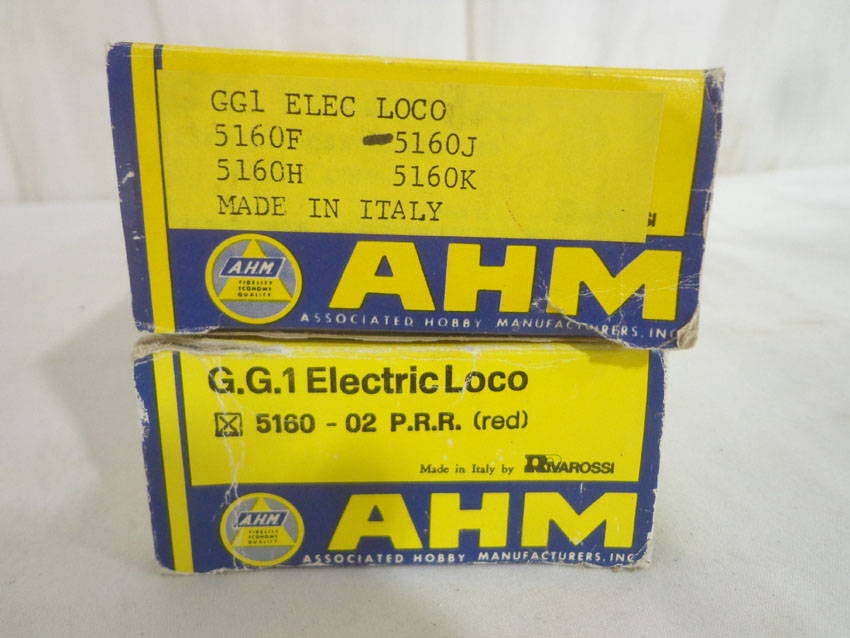 GG1 ELEC LOCO
5160F 5160J
5160H 5160K
MADE IN ITALY
SI
AHM
FIDELITY
ECONOMY
QUALITY
AHM
ASSOCIATED HOBBY MANUFACTURERS, INC
G.G.1 Electric Loco
5160 - 02 P.R.R. (red)
Made in Italy by RIVAROSSI
AHM
FIDELITY
ECONOMY
QUALITY
AHM
ASSOCIATED HOBBY MANUFACTURERS, INC